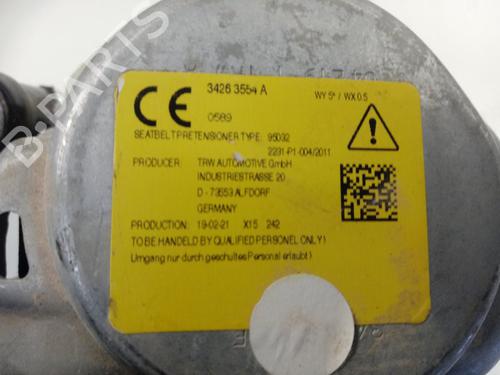 B-PARTS
34263554 A
WY 5° / WX 0.5
CE
0589
SEATBELT PRETENSIONER TYPE: 95032
2231-P1-004/2011
PRODUCER: TRW AUTOMOTIVE GmbH
INDUSTRIESTRASSE 20
D - 73553 ALFDORF
GERMANY
PRODUCTION: 19-02-21 X15 242
TO BE HANDELD BY QUALIFIED PERSONEL ONLY!
(Umgang nur durch geschultes Personal erlaubt)